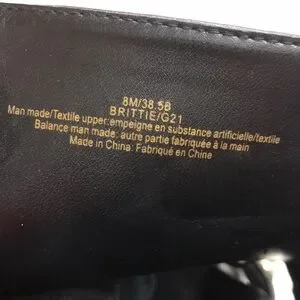 8M/38.5B
BRITTIE/G21
Man made/Textile upper:empeigne en substance artificielle/textile
Balance man made: autre partie fabriquée à la main
Made in China: Fabriqué en Chine